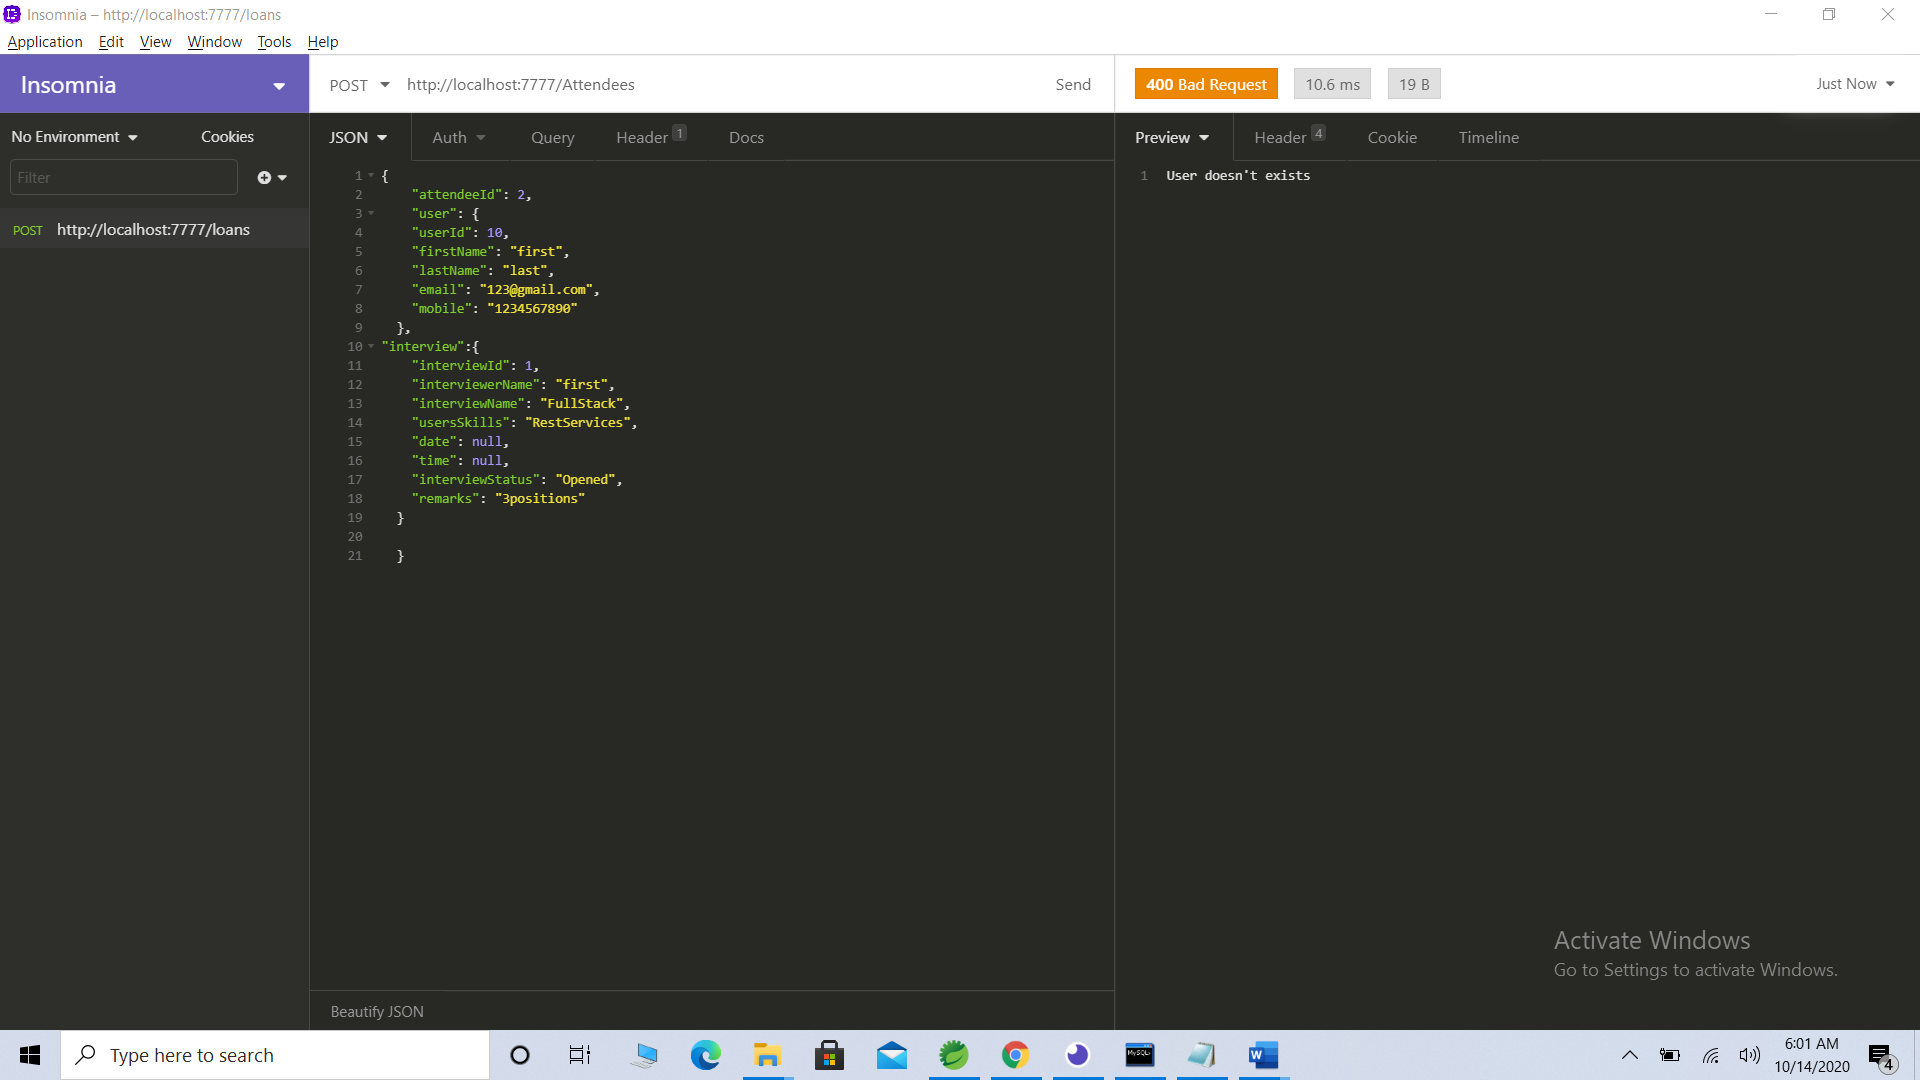 Insomnia – http://localhost:7777/loans
Application Edit View Window Tools Help
Insomnia
POST http://localhost:7777/Attendees Send
400 Bad Request 10.6 ms 19 B Just Now
No Environment Cookies
JSON Auth Query Header 1 Docs
Preview Header 4 Cookie Timeline
Filter
POST http://localhost:7777/loans
1 {
2 "attendeeId": 2,
3 "user": {
4 "userId": 10,
5 "firstName": "first",
6 "lastName": "last",
7 "email": "123@gmail.com",
8 "mobile": "1234567890"
9 },
10 "interview":{
11 "interviewId": 1,
12 "interviewerName": "first",
13 "interviewName": "FullStack",
14 "usersSkills": "RestServices",
15 "date": null,
16 "time": null,
17 "interviewStatus": "Opened",
18 "remarks": "3positions"
19 }
20
21 }
1 User doesn't exists
Activate Windows
Go to Settings to activate Windows.
Beautify JSON
Type here to search
MySQL
W
6:01 AM
10/14/2020
4